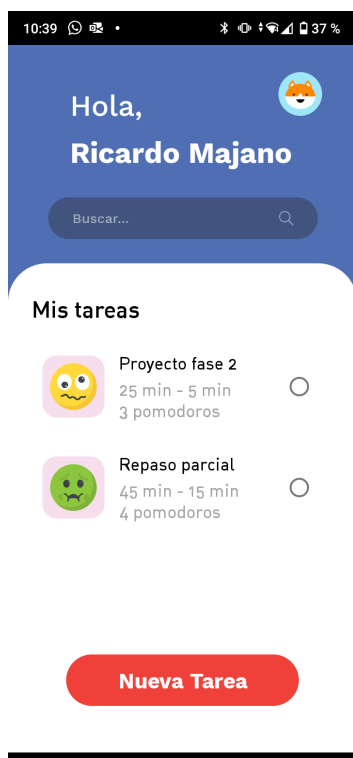 10:39 37 %
Hola,
Ricardo Majano
Buscar...
Mis tareas
Proyecto fase 2
25 min - 5 min
3 pomodoros
Repaso parcial
45 min - 15 min
4 pomodoros
Nueva Tarea